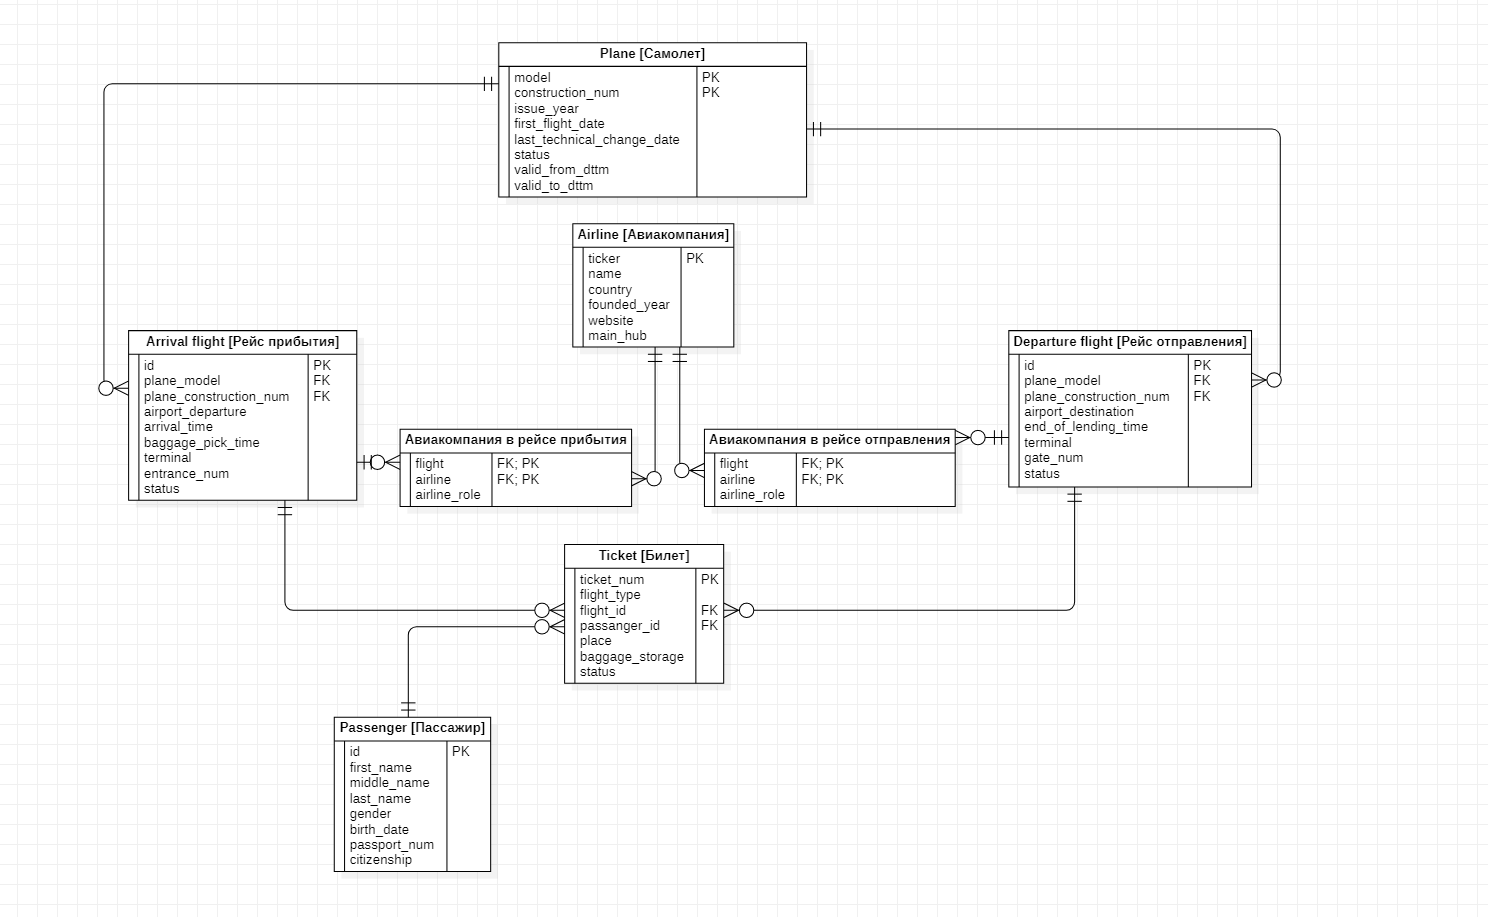 Plane [Самолет]
model PK
construction_num PK
issue_year
first_flight_date
last_technical_change_date
status
valid_from_dttm
valid_to_dttm
Airline [Авиакомпания]
ticker PK
name
country
founded_year
website
main_hub
Arrival flight [Рейс прибытия]
id PK
plane_model FK
plane_construction_num FK
airport_departure
arrival_time
baggage_pick_time
terminal
entrance_num
status
Departure flight [Рейс отправления]
id PK
plane_model FK
plane_construction_num FK
airport_destination
end_of_lending_time
terminal
gate_num
status
Авиакомпания в рейсе прибытия
flight FK; PK
airline FK; PK
airline_role
Авиакомпания в рейсе отправления
flight FK; PK
airline FK; PK
airline_role
Ticket [Билет]
ticket_num PK
flight_type
flight_id FK
passanger_id FK
place
baggage_storage
status
Passenger [Пассажир]
id PK
first_name
middle_name
last_name
gender
birth_date
passport_num
citizenship